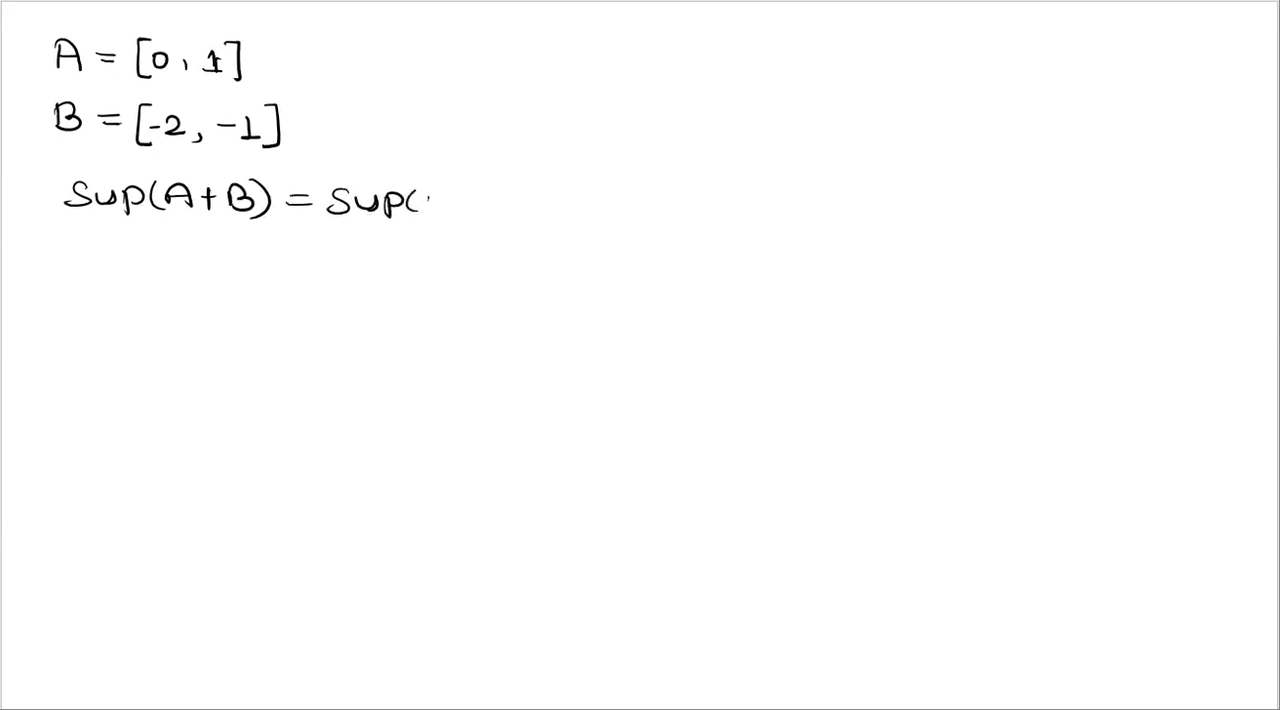 A = [0, 1]
B = [-2, -1]
Sup(A+B) = Sup(